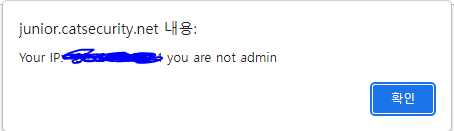 junior.catsecurity.net 내용:
Your IP: you are not admin
확인